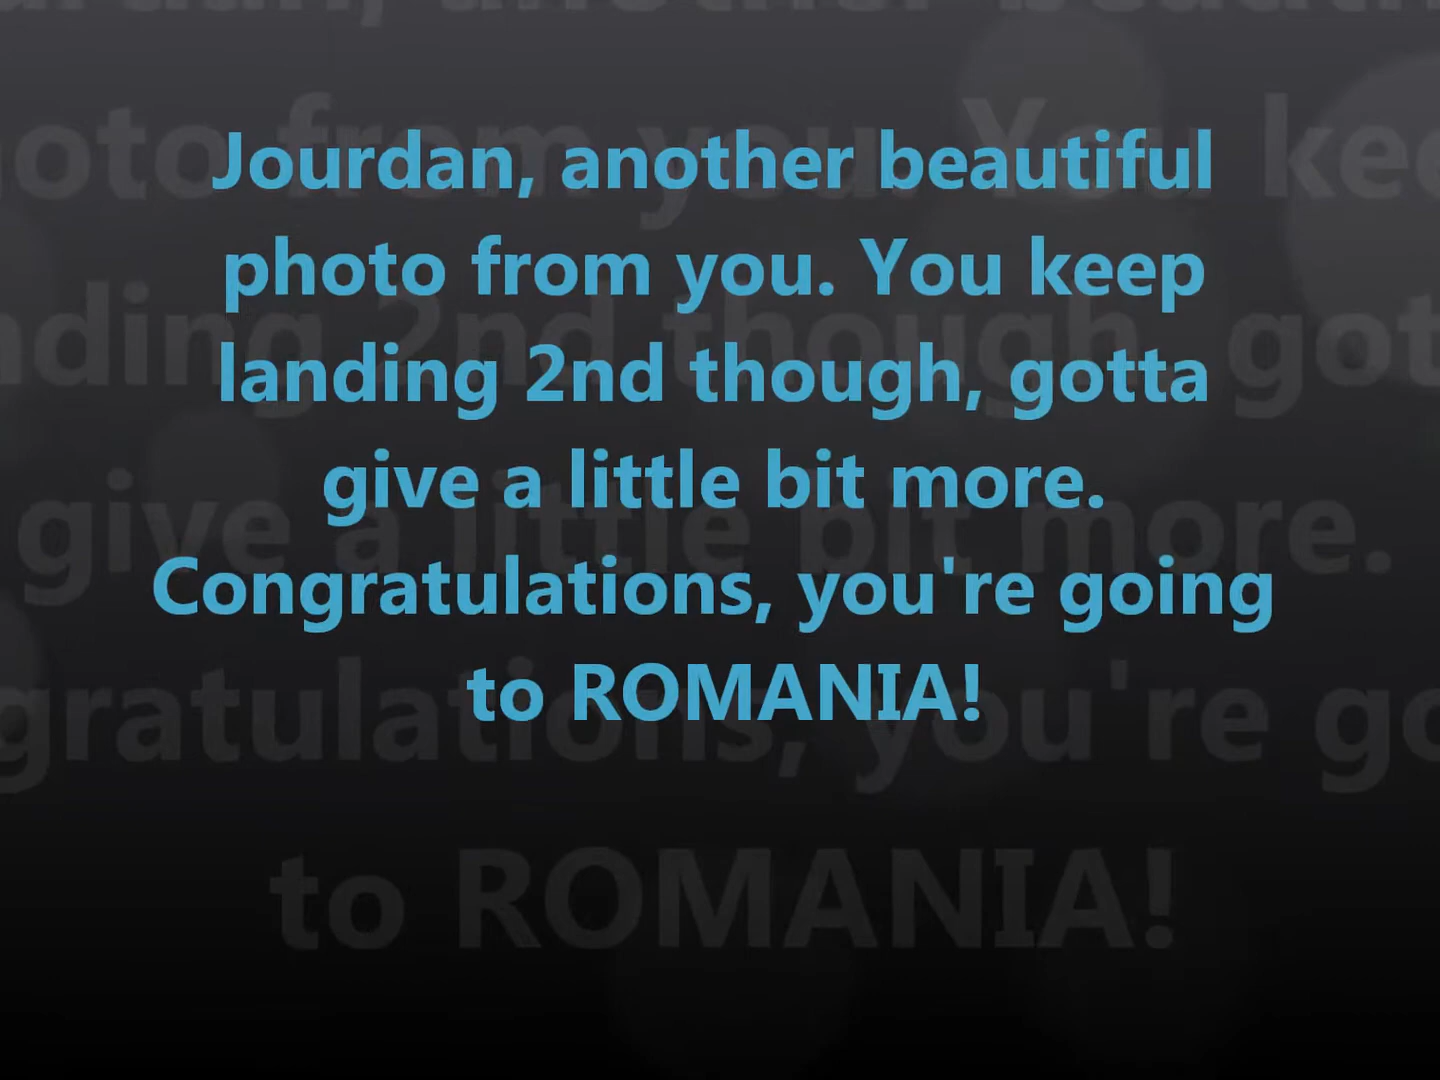 Jourdan, another beautiful
photo from you. You keep
landing 2nd though, gotta
give a little bit more.
Congratulations, you're going
to ROMANIA!